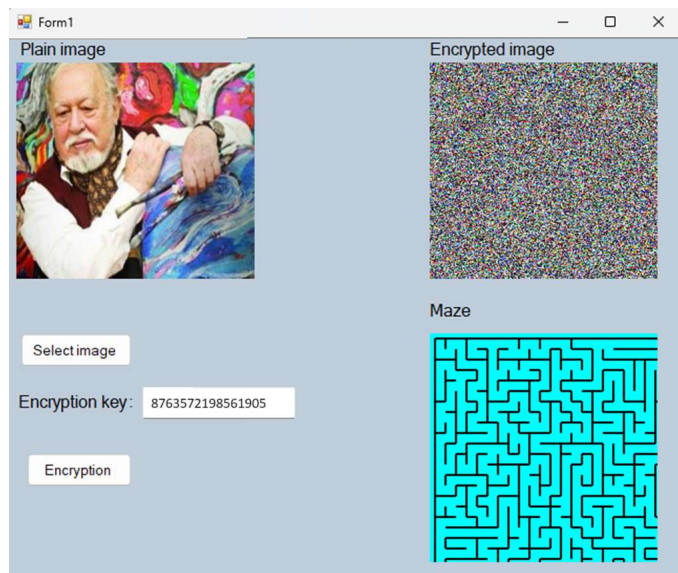 Form1
Plain image
Encrypted image
Maze
Select image
Encryption key:
8763572198561905
Encryption